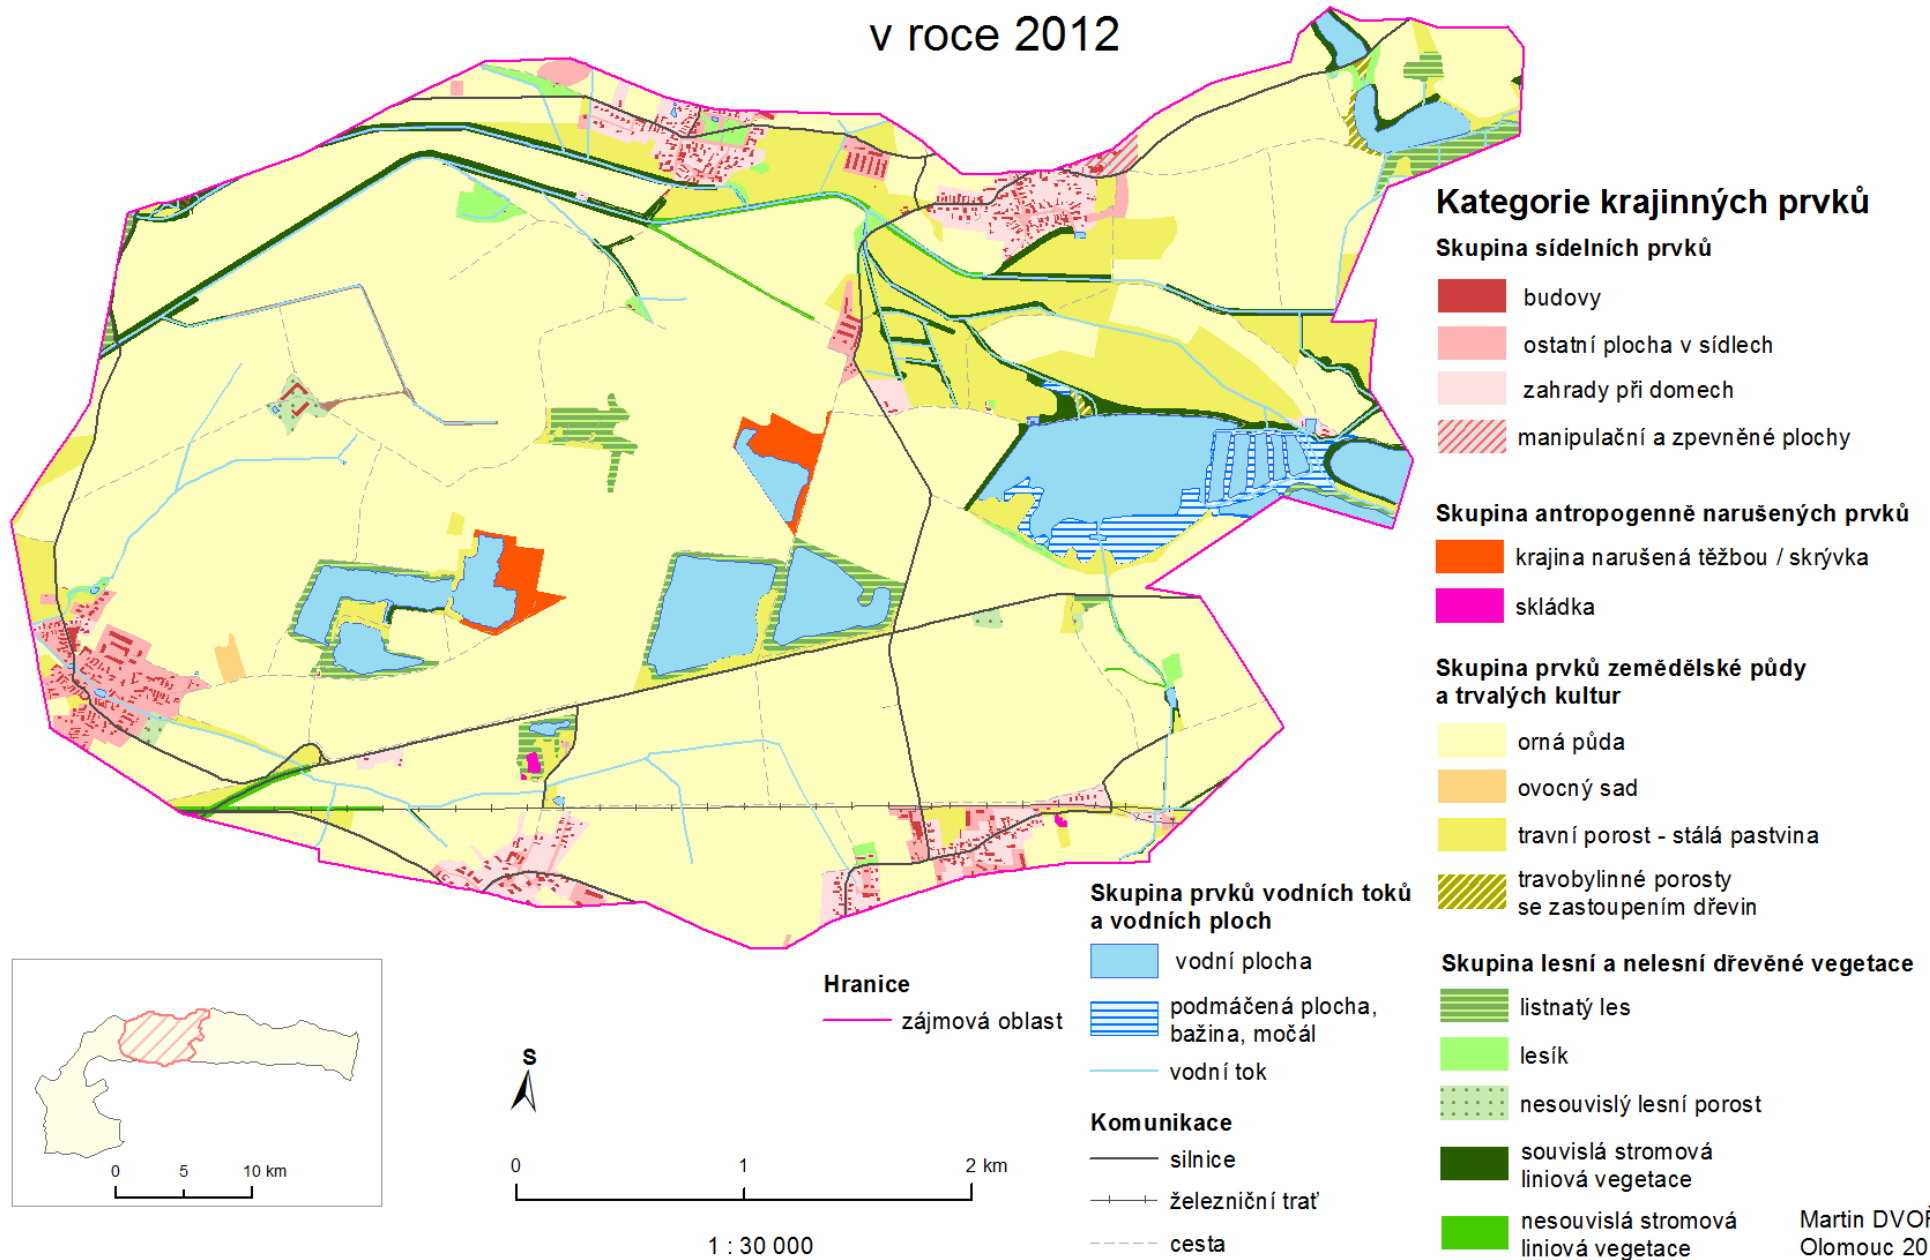 v roce 2012
Kategorie krajinných prvků
Skupina sídelních prvků
budovy
ostatní plocha v sídlech
zahrady při domech
manipulační a zpevněné plochy
Skupina antropogenně narušených prvků
krajina narušená těžbou / skrývka
skládka
Skupina prvků zemědělské půdy
a trvalých kultur
orná půda
ovocný sad
travní porost - stálá pastvina
travobylinné porosty
se zastoupením dřevin
Skupina lesní a nelesní dřevěné vegetace
listnatý les
lesík
nesouvislý lesní porost
souvislá stromová
liniová vegetace
nesouvislá stromová
liniová vegetace
Skupina prvků vodních toků
a vodních ploch
vodní plocha
podmáčená plocha,
bažina, močál
vodní tok
Komunikace
silnice
železniční trať
cesta
Hranice
zájmová oblast
S
0 1 2 km
1 : 30 000
0 5 10 km
Martin
Olomouc